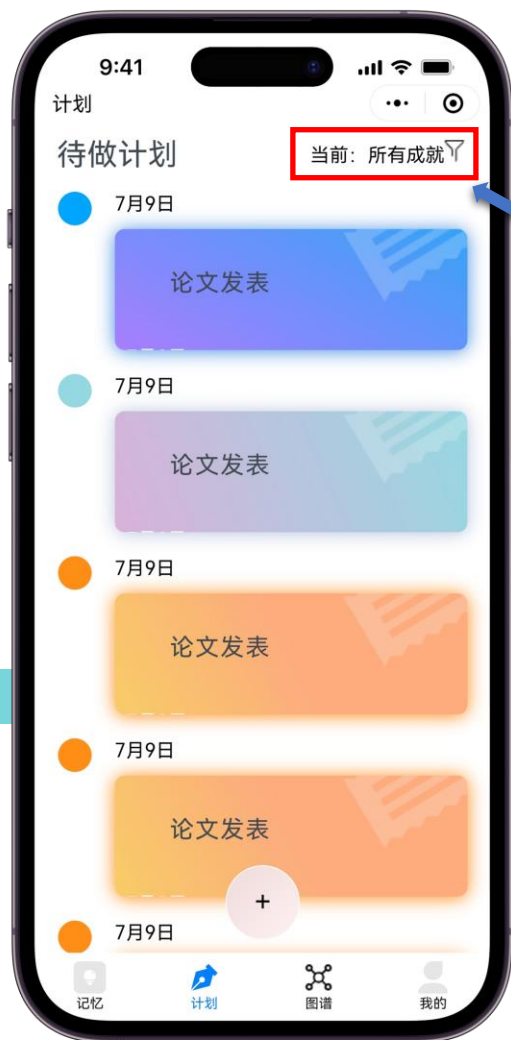 9:41
计划
待做计划
当前：所有成就
7月9日
论文发表
7月9日
论文发表
7月9日
论文发表
7月9日
论文发表
+
7月9日
记忆 计划 图谱 我的